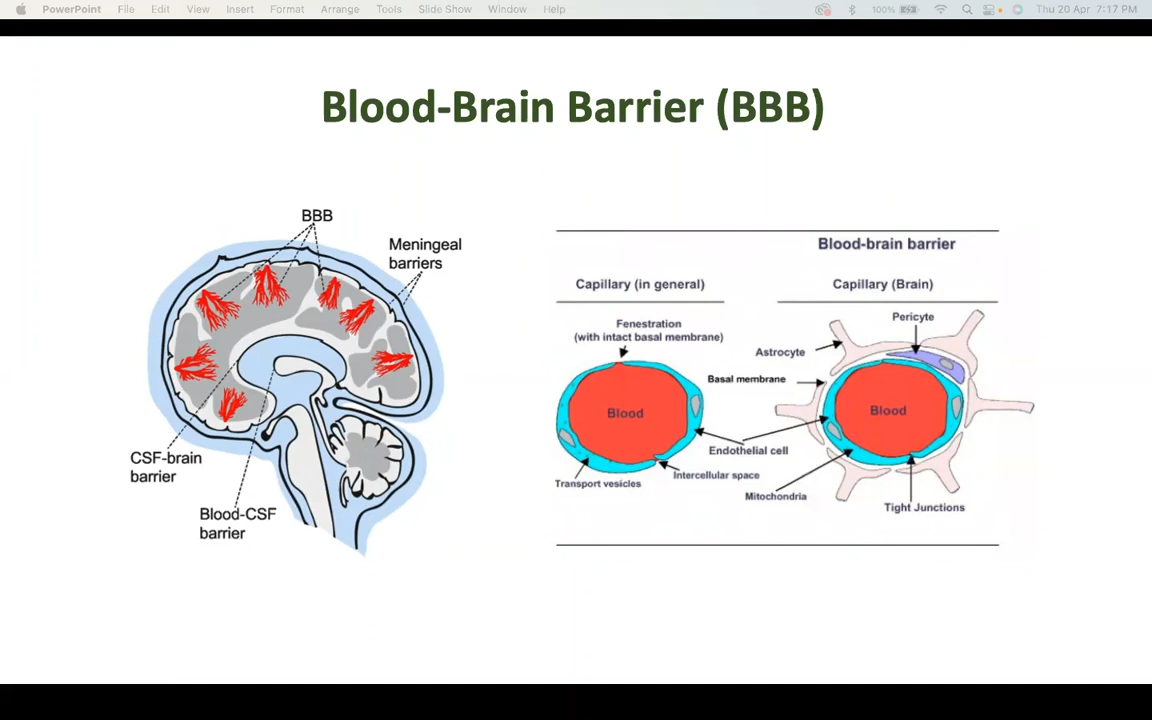 PowerPoint File Edit View Insert Format Arrange Tools Slide Show Window Help 100% Thu 20 Apr 7:17 PM
Blood-Brain Barrier (BBB)
BBB
Meningeal
barriers
CSF-brain
barrier
Blood-CSF
barrier
Blood-brain barrier
Capillary (in general)
Capillary (Brain)
Fenestration
(with intact basal membrane)
Pericyte
Astrocyte
Basal membrane
Blood
Blood
Endothelial cell
Intercellular space
Transport vesicles
Mitochondria
Tight Junctions